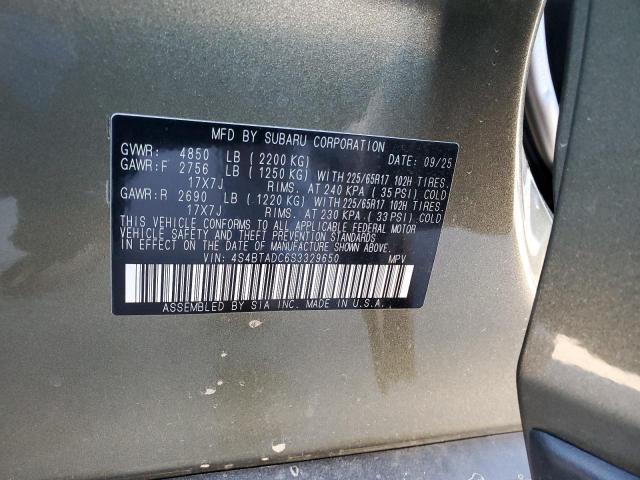 MFD BY SUBARU CORPORATION
GVWR: 4850 LB (2200 KG) DATE: 09/25
GAWR:F 2756 LB (1250 KG) WITH 225/65R17 102H TIRES.
17X7J RIMS. AT 240 KPA (35 PSI) COLD
GAWR:R 2690 LB (1220 KG) WITH 225/65R17 102H TIRES.
17X7J RIMS. AT 230 KPA (33 PSI) COLD
THIS VEHICLE CONFORMS TO ALL APPLICABLE FEDERAL MOTOR
VEHICLE SAFETY AND THEFT PREVENTION STANDARDS
IN EFFECT ON THE DATE OF MANUFACTURE SHOWN ABOVE.
VIN: 4S4BTADC6S3329650 MPV
ASSEMBLED BY SIA INC. MADE IN U.S.A.